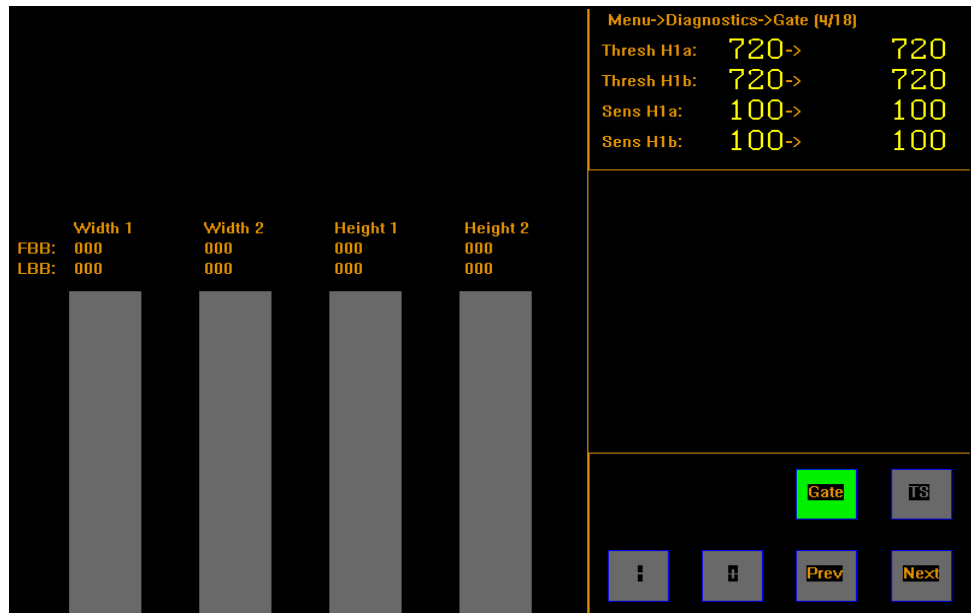 Menu->Diagnostics->Gate (4/18)
Thresh H1a: 720-> 720
Thresh H1b: 720-> 720
Sens H1a: 100-> 100
Sens H1b: 100-> 100
Width 1 Width 2 Height 1 Height 2
FBB: 000 000 000 000
LBB: 000 000 000 000
Gate TS
Prev Next